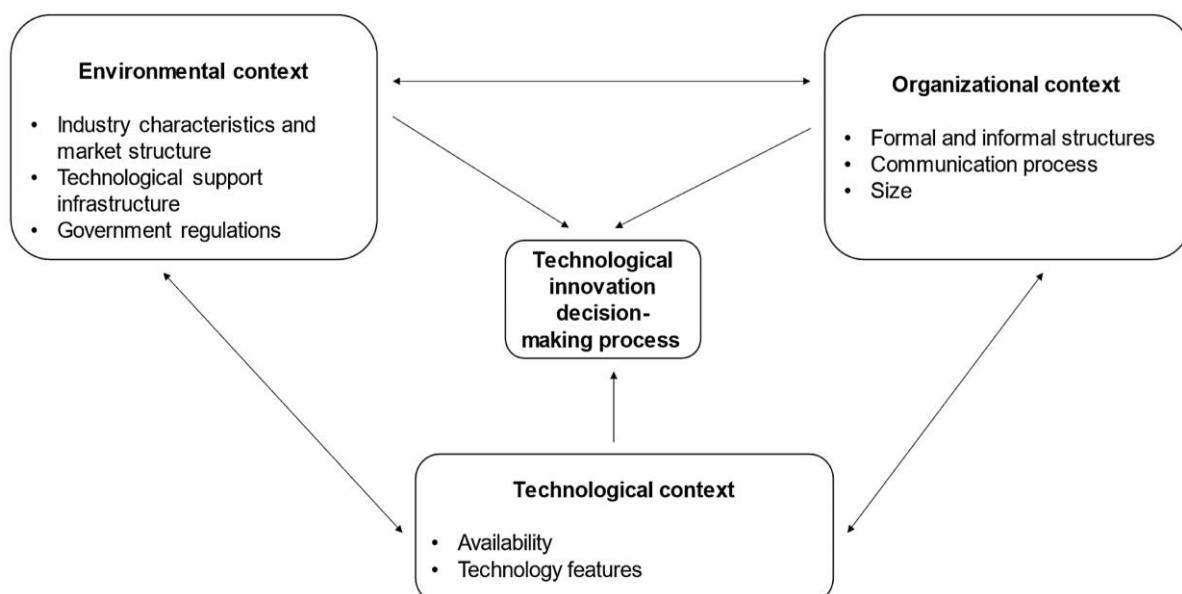 Environmental context
• Industry characteristics and
market structure
• Technological support
infrastructure
• Government regulations
Organizational context
• Formal and informal structures
• Communication process
• Size
Technological
innovation
decision-
making process
Technological context
• Availability
• Technology features